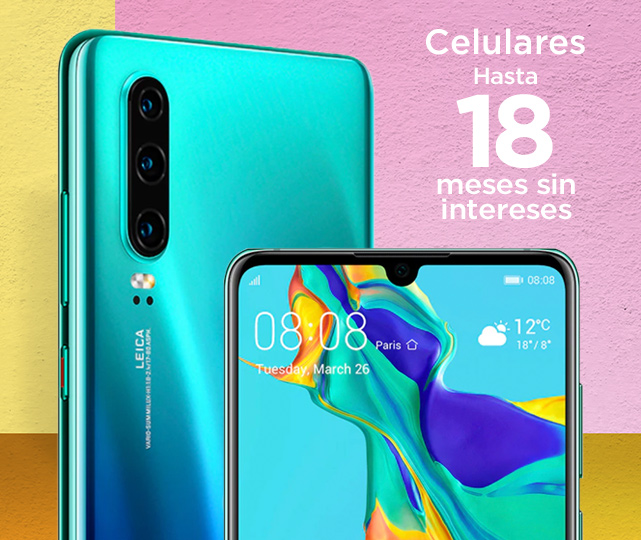 Celulares
Hasta
18
meses sin
intereses
08:08
08:08
Paris
12°C
18°/8°
Tuesday, March 26
LEICA